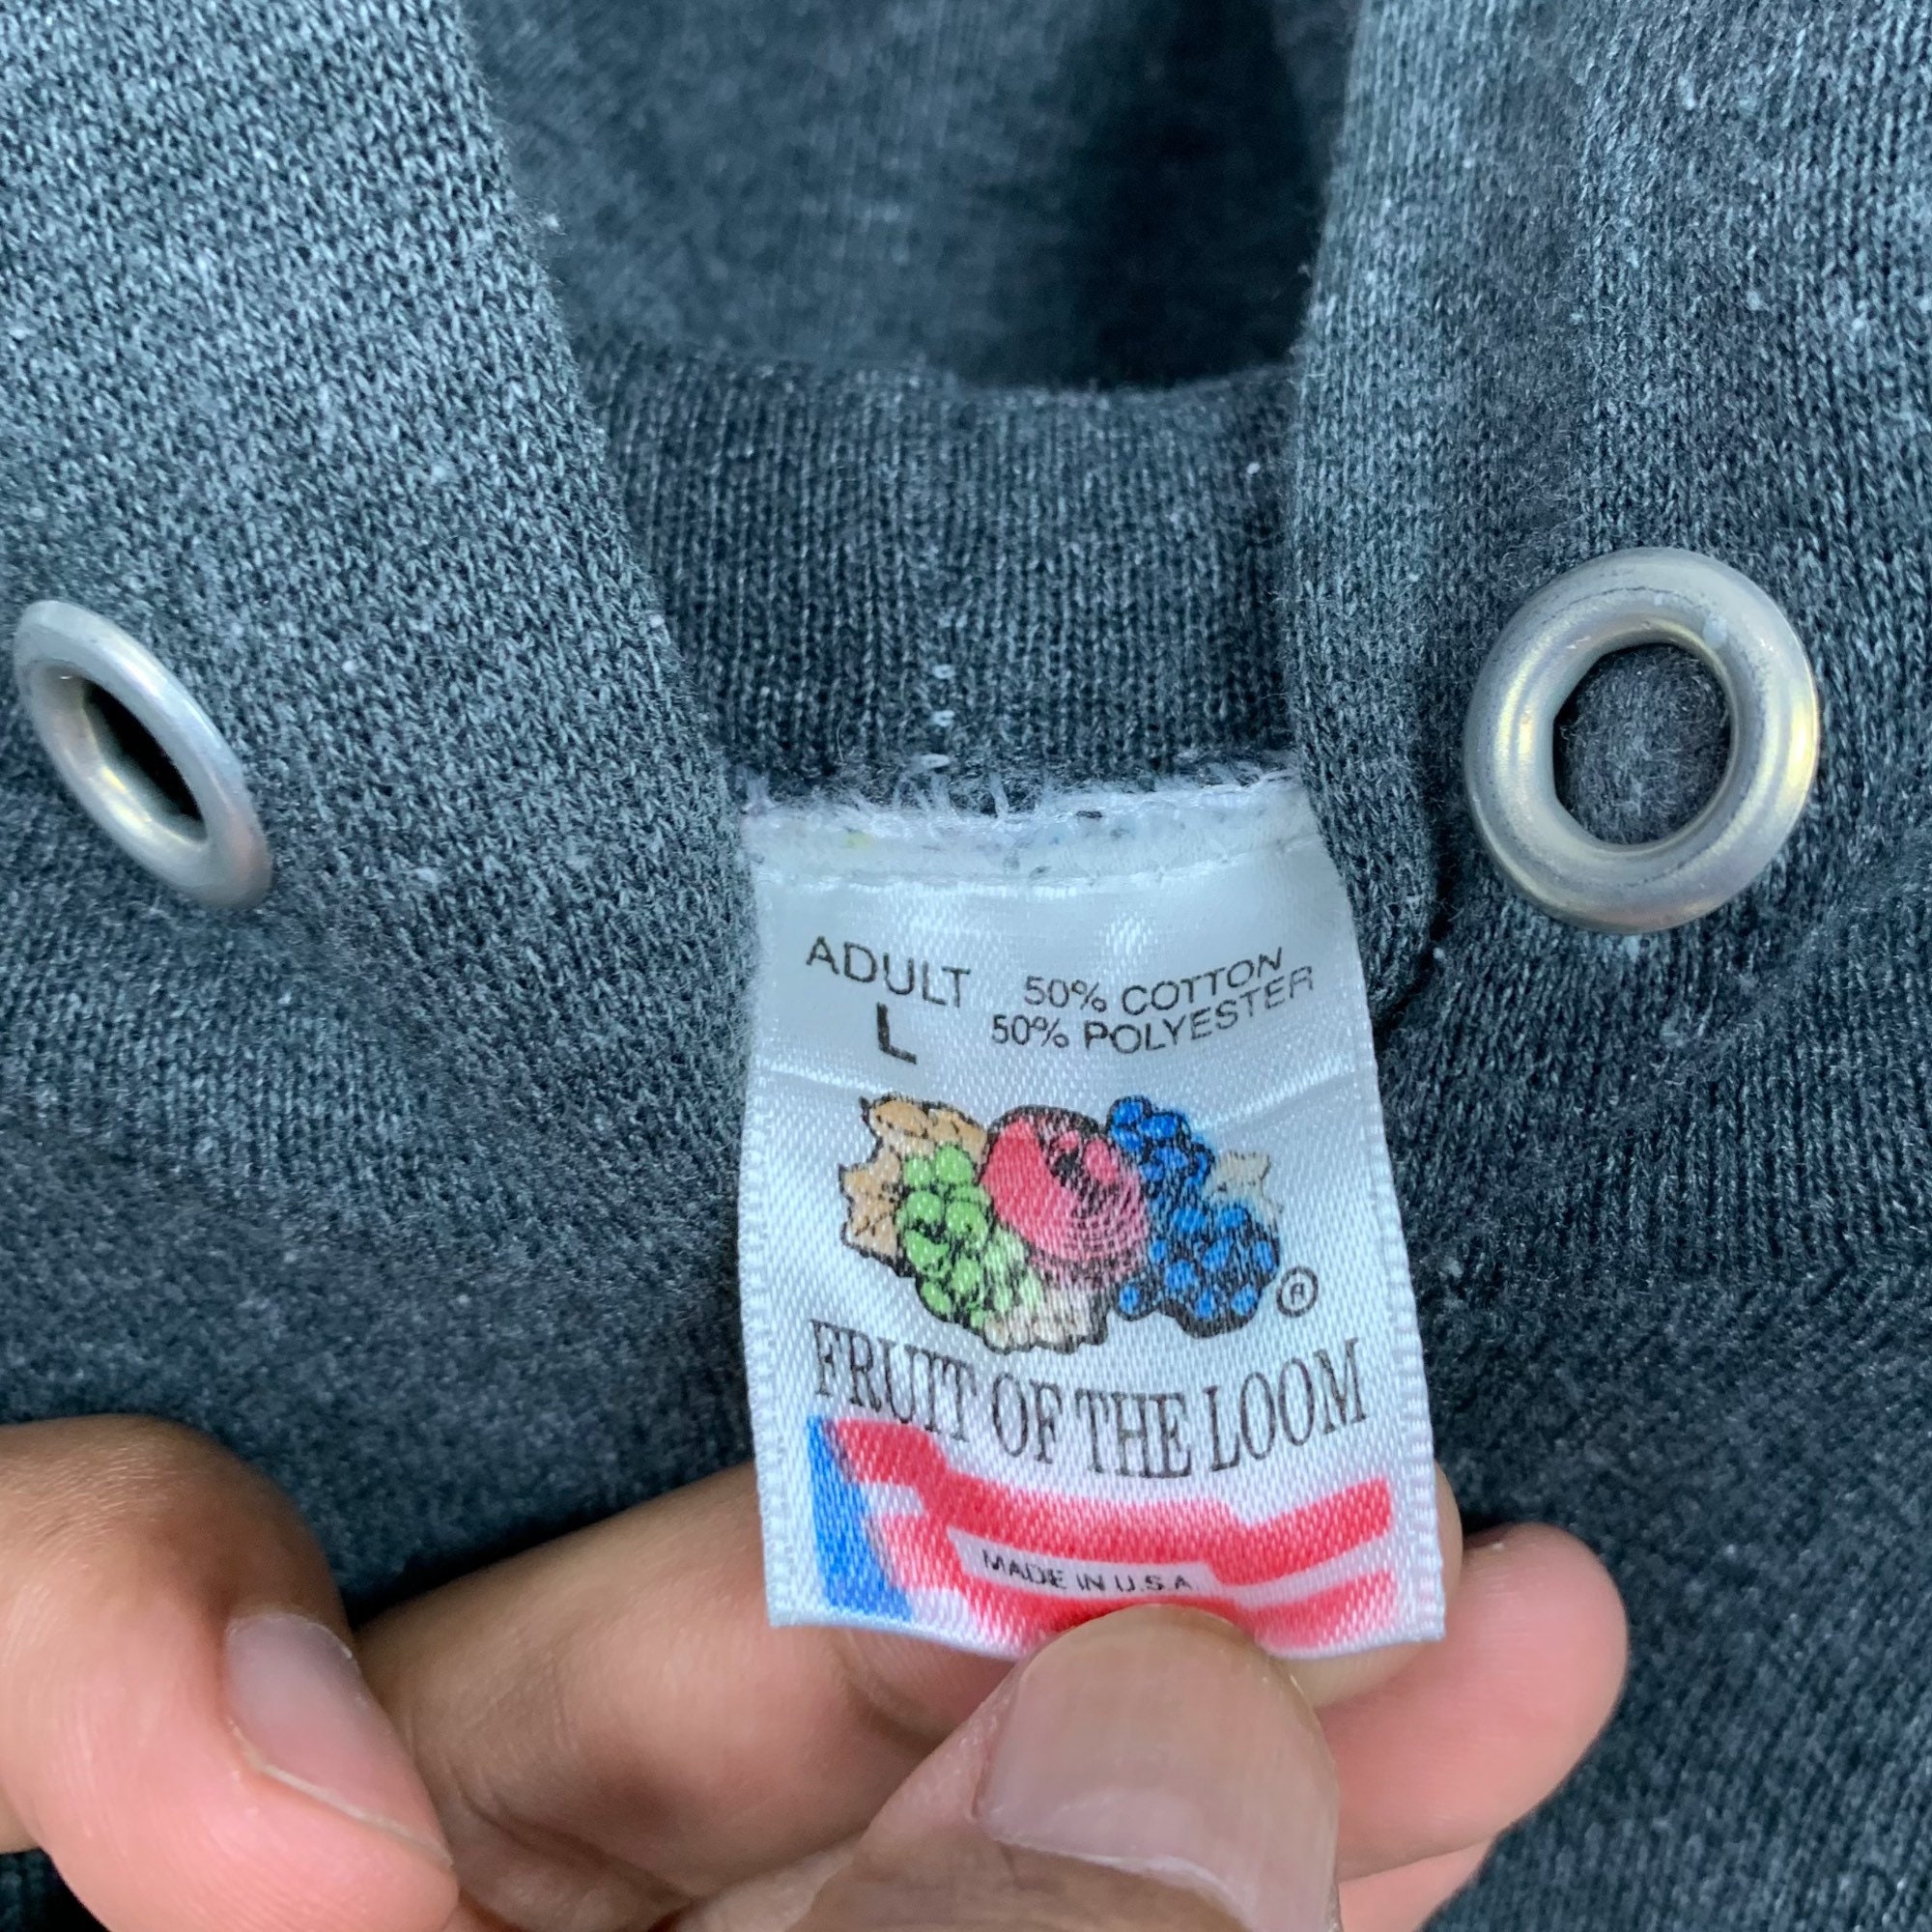 ADULT
L
50% COTTON
50% POLYESTER
®
FRUIT OF THE LOOM
MADE IN U.S.A